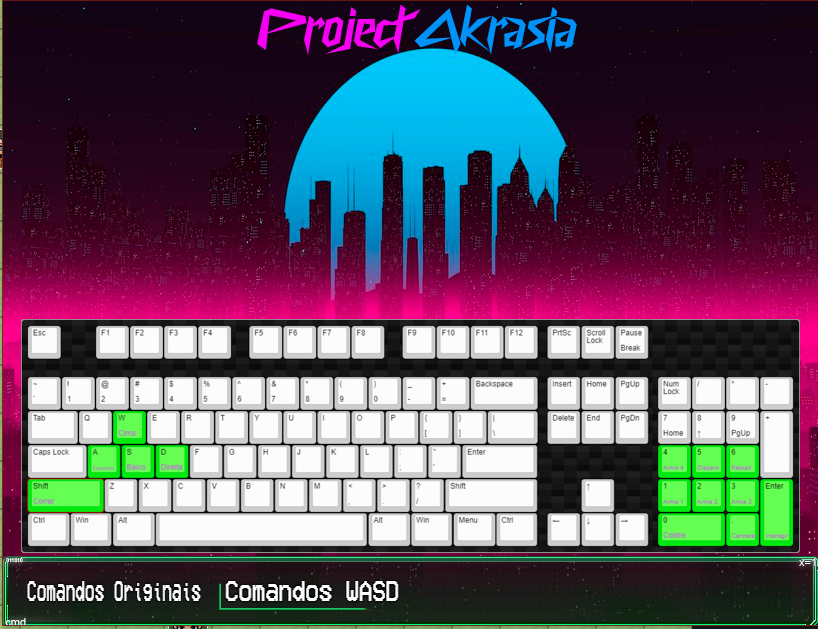 Project Akrasia
Esc F1 F2 F3 F4 F5 F6 F7 F8 F9 F10 F11 F12 PrtSc Scroll Lock Pause Break
~ ` ! 1 @ 2 # 3 $ 4 % 5 ^ 6 & 7 * 8 ( 9 ) 0 _ - + = Backspace Insert Home PgUp Num Lock / * -
Tab Q W Cima E R T Y U I O P { [ } ] | \ Delete End PgDn 7 Home 8 ↑ 9 PgUp +
Caps Lock A Esquerda S Baixo D Direita F G H J K L : ; " ' Enter 4 Arma 4 5 Disparo 6 Reload
Shift Correr Z X C V B N M < , > . ? / Shift ↑ 1 Arma 1 2 Arma 2 3 Arma 3 Enter Interagir
Ctrl Win Alt Alt Win Menu Ctrl ← ↓ → 0 Coldre . Camera
011010
x=1
Comandos Originais Comandos WASD
cmd